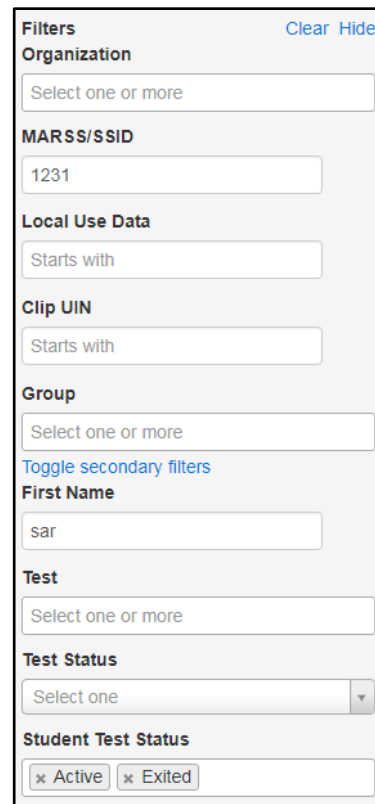 Filters Clear Hide
Organization
Select one or more
MARSS/SSID
1231
Local Use Data
Starts with
Clip UIN
Starts with
Group
Select one or more
Toggle secondary filters
First Name
sar
Test
Select one or more
Test Status
Select one
Student Test Status
× Active × Exited